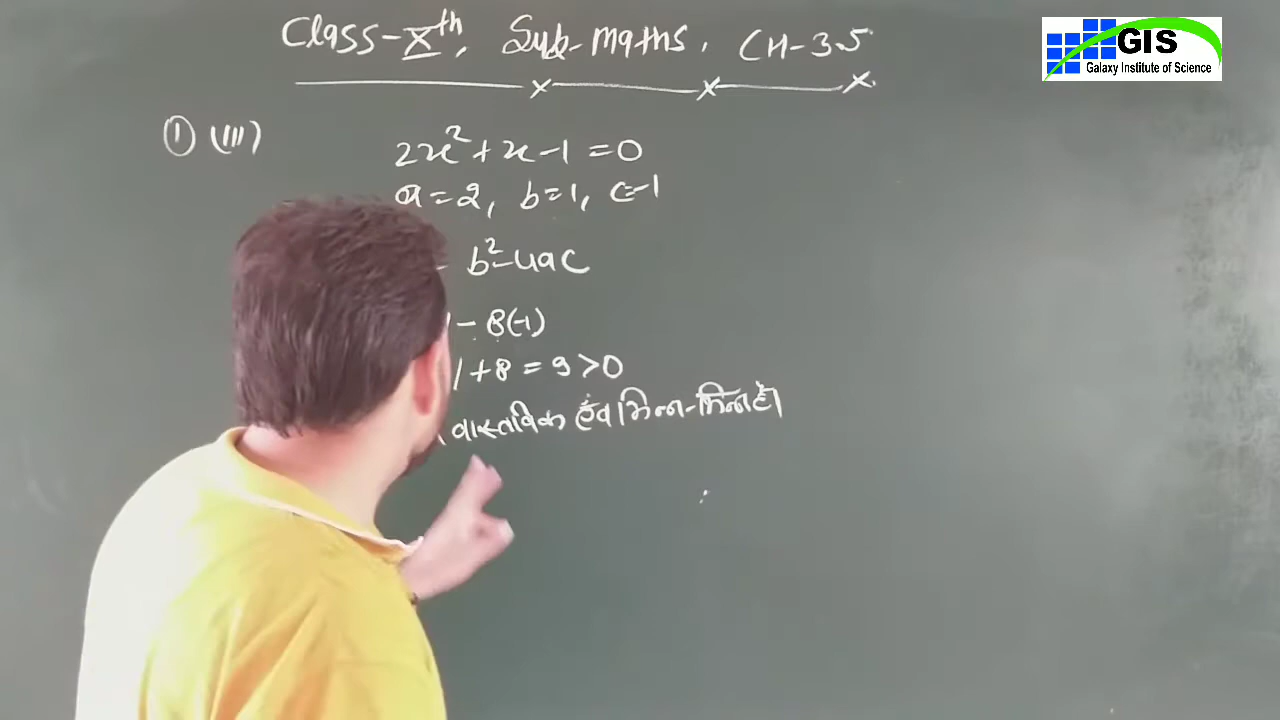 Class-Xth, Sub-Maths, CH-3.5
GIS
Galaxy Institute of Science
① (iii)
2x²+x-1=0
a=2, b=1, c=-1
b²-4ac
- 8(-1)
1+8=9>0
वास्तविक एंव भिन्न-भिन्न है।